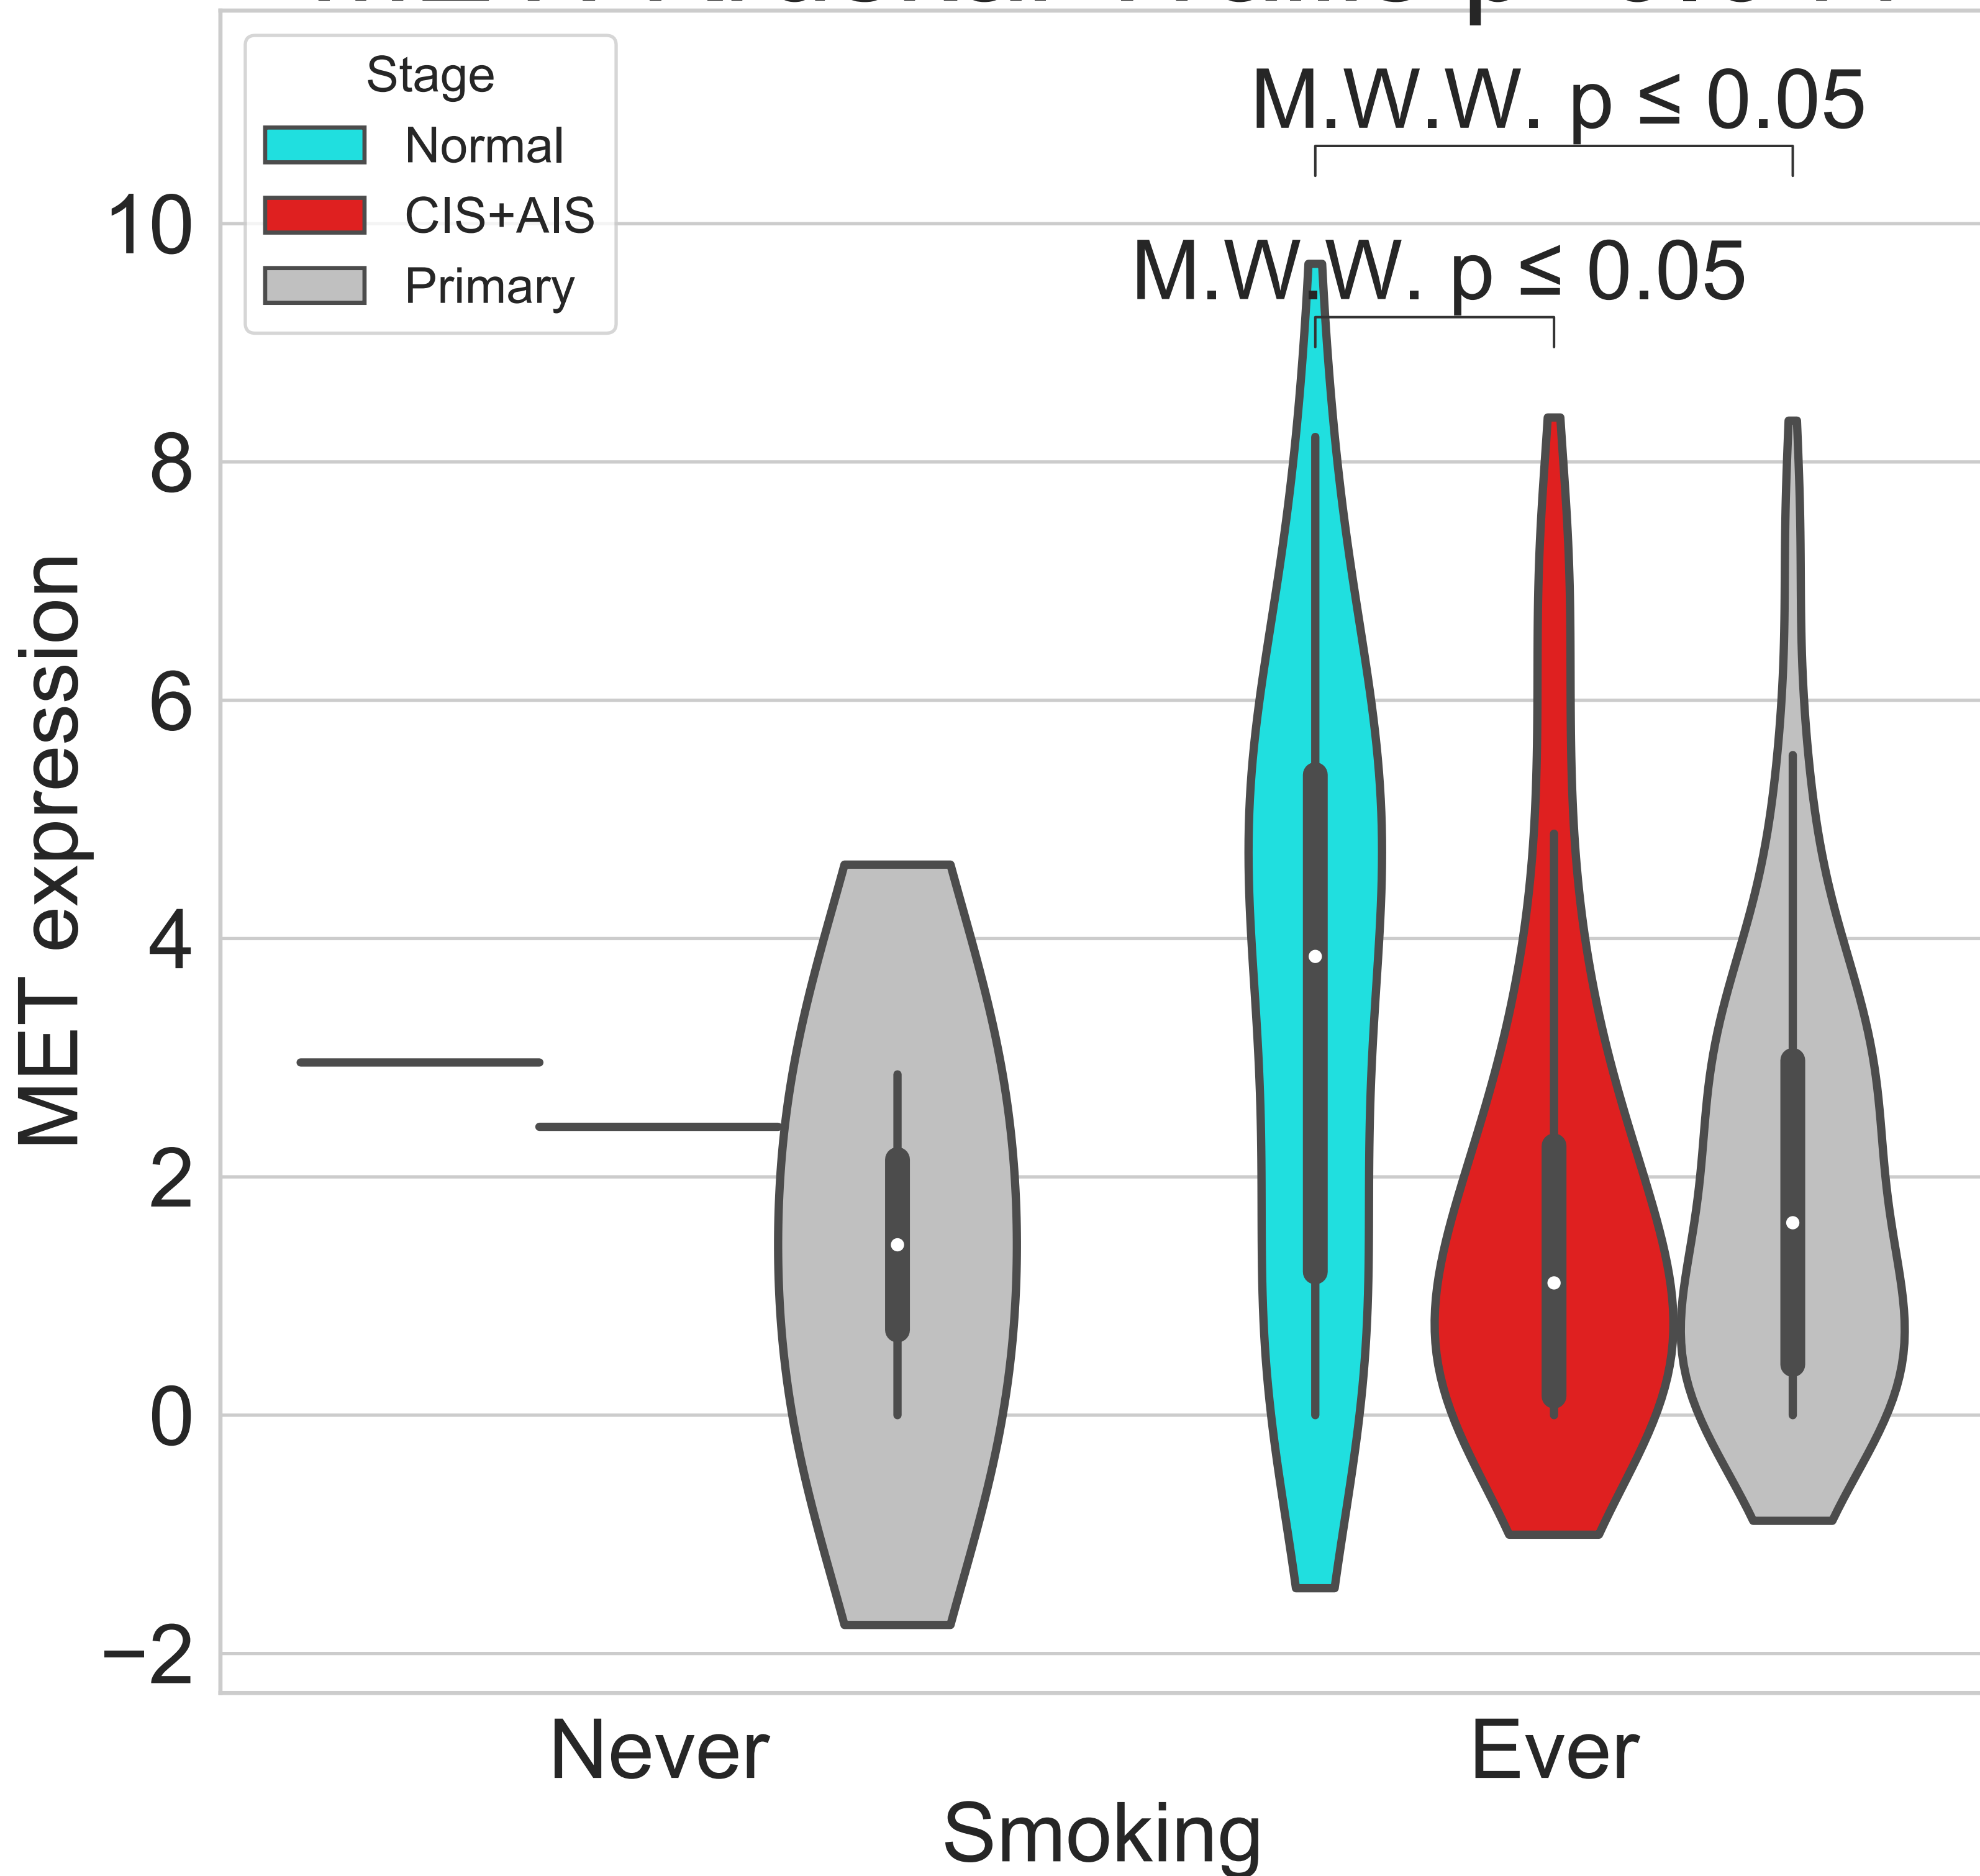 Stage
Normal
CIS+AIS
Primary
M.W.W. p ≤ 0.05
M.W.W. p ≤ 0.05
10
8
6
4
2
0
−2
MET expression
Never
Ever
Smoking